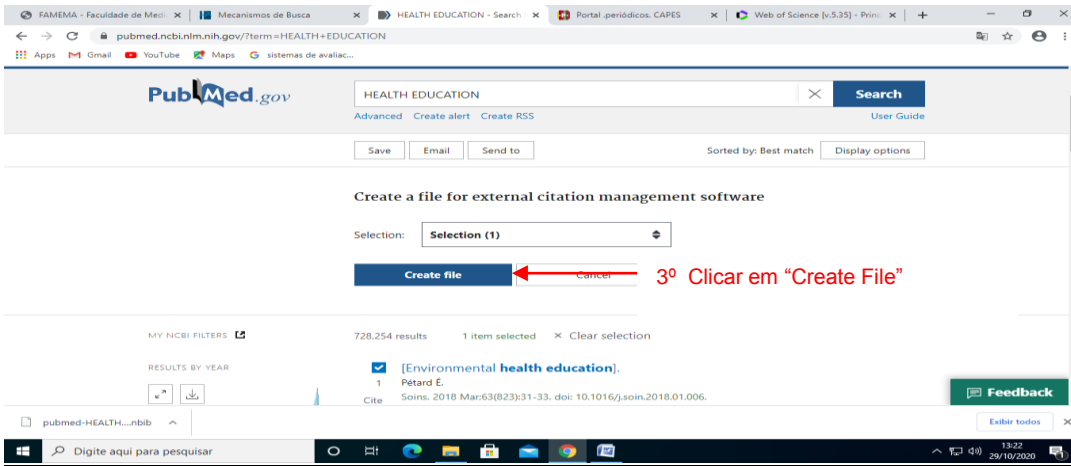 FAMEMA - Faculdade de Medi
Mecanismos de Busca
HEALTH EDUCATION - Search
Portal .periódicos. CAPES
Web of Science [v.5.35] - Princ
pubmed.ncbi.nlm.nih.gov/?term=HEALTH+EDUCATION
Apps Gmail YouTube Maps sistemas de avaliac...
PubMed.gov
HEALTH EDUCATION
Search
Advanced Create alert Create RSS
User Guide
Save Email Send to
Sorted by: Best match Display options
Create a file for external citation management software
Selection: Selection (1)
Create file Cancel
3º Clicar em “Create File”
MY NCBI FILTERS
728.254 results 1 item selected × Clear selection
RESULTS BY YEAR
[Environmental health education].
1 Pétard É.
Cite Soins. 2018 Mar;63(823):31-33. doi: 10.1016/j.soin.2018.01.006.
Feedback
pubmed-HEALTH....nbib
Exibir todos
Digite aqui para pesquisar
13:22
29/10/2020